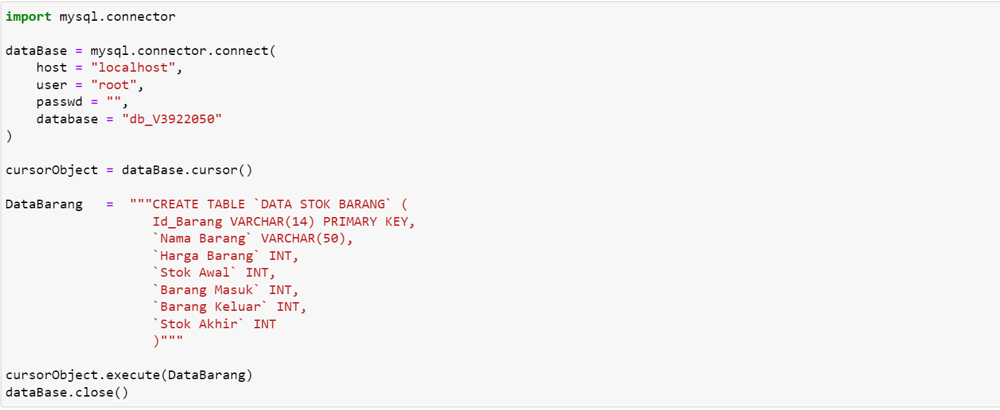 import mysql.connector
dataBase = mysql.connector.connect(
    host = "localhost",
    user = "root",
    passwd = "",
    database = "db_V3922050"
)
cursorObject = dataBase.cursor()
DataBarang   =  """CREATE TABLE `DATA STOK BARANG` (
                   Id_Barang VARCHAR(14) PRIMARY KEY,
                   `Nama Barang` VARCHAR(50),
                   `Harga Barang` INT,
                   `Stok Awal` INT,
                   `Barang Masuk` INT,
                   `Barang Keluar` INT,
                   `Stok Akhir` INT
                   )"""
cursorObject.execute(DataBarang)
dataBase.close()